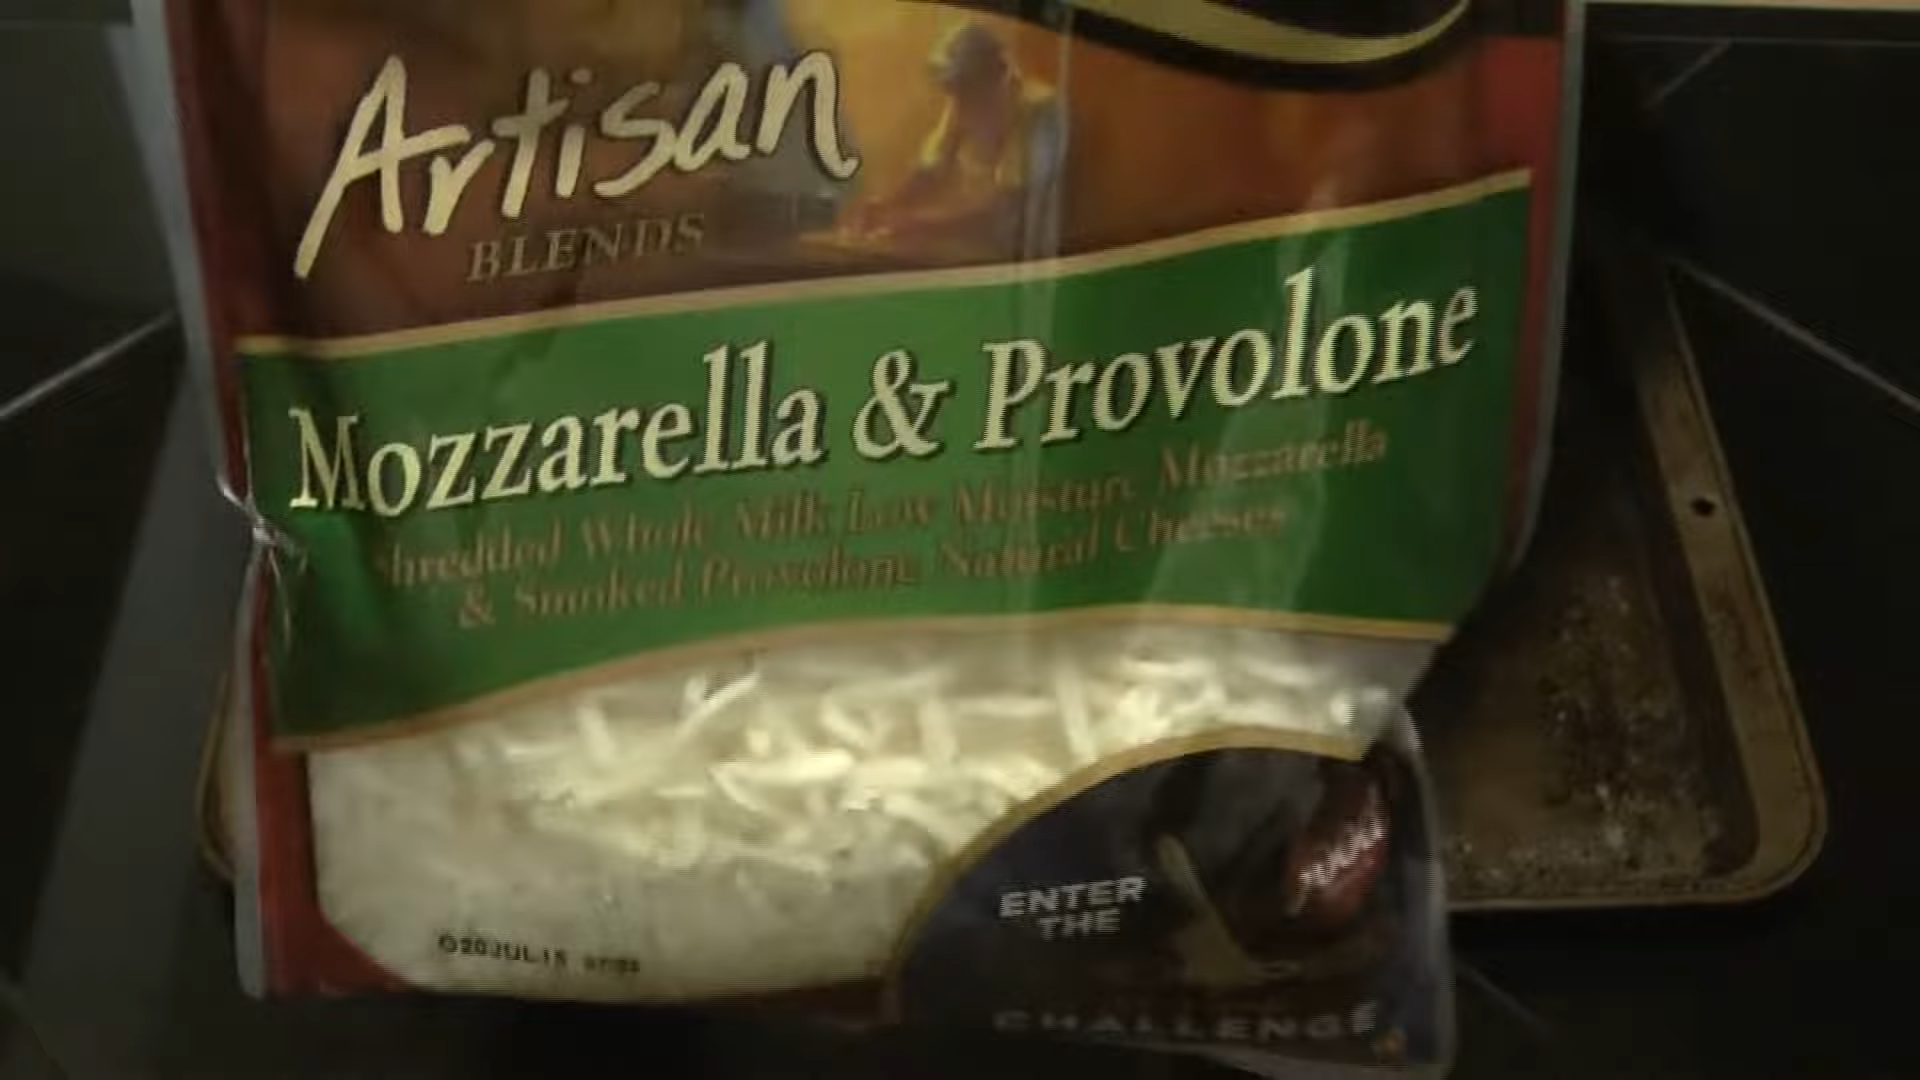 Artisan
BLENDS
Mozzarella & Provolone
Shredded Whole Milk Low Moisture Mozzarella
& Smoked Provolone Natural Cheeses
ENTER
THE
CHALLENGE